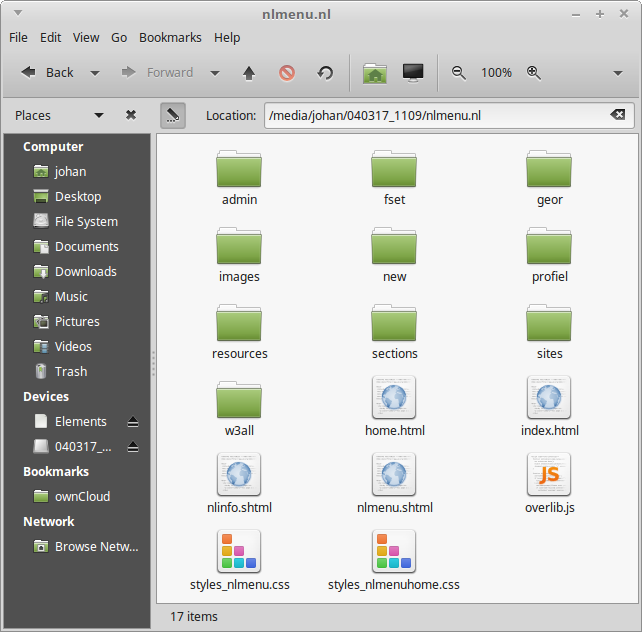 nlmenu.nl
File Edit View Go Bookmarks Help
Back Forward 100%
Places Location: /media/johan/040317_1109/nlmenu.nl
Computer
johan
Desktop
File System
Documents
Downloads
Music
Pictures
Videos
Trash
Devices
Elements
040317_...
Bookmarks
ownCloud
Network
Browse Netw...
admin fset geor
images new profiel
resources sections sites
w3all home.html index.html
nlinfo.shtml nlmenu.shtml overlib.js
JS
styles_nlmenu.css styles_nlmenuhome.css
17 items